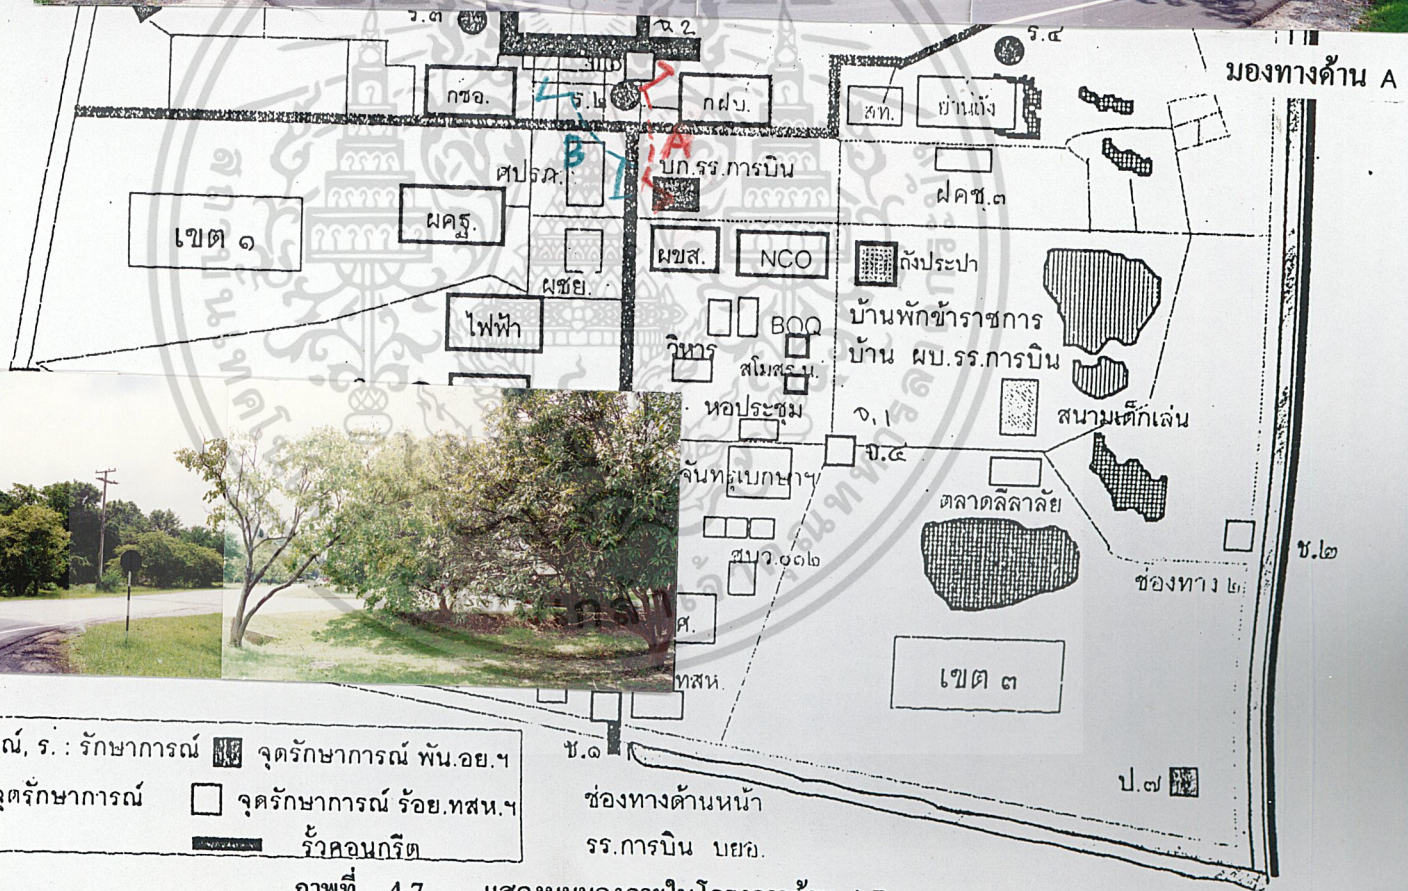 ร.๓
ร.๔
มองทางด้าน A
กชอ.
ร.๒
กฝบ.
สท.
ย่านถัง
B
A
ศปรภ.
บก.รร.การบิน
ฝคช.๓
เขต ๑
ผคฐ.
ผขส.
NCO
ถังประปา
ผชย.
ไฟฟ้า
BOQ
บ้านพักข้าราชการ
วิหาร
สโมสร น.
บ้าน ผบ.รร.การบิน
หอประชุม
จ.๑
สนามเด็กเล่น
จ.๔
จันทรุเบกษาฯ
ตลาดลีลาลัย
ช.๒
ช่องทาง ๒
ศ.
เขต ๓
ทสห.
ณ์, ร. : รักษาการณ์
จุดรักษาการณ์ พัน.อย.ฯ
ช.๑
ป.๗
จุดรักษาการณ์
จุดรักษาการณ์ ร้อย.ทสห.ฯ
ช่องทางด้านหน้า
รั้วคอนกรีต
รร.การบิน บยอ.
ภาพที่ 4.7